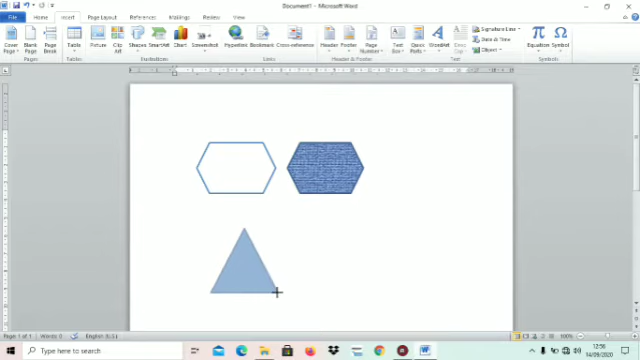 Document1 - Microsoft Word
File Home Insert Page Layout References Mailings Review View
Cover Page Blank Page Page Break Table Picture Clip Art Shapes SmartArt Chart Screenshot Hyperlink Bookmark Cross-reference Header Footer Page Number Text Box Quick Parts WordArt Drop Cap Signature Line Date & Time Object Equation Symbol
Pages Tables Illustrations Links Header & Footer Text Symbols
Page: 1 of 1 Words: 0 English (U.S.) 100%
Type here to search
12:56
14/09/2020